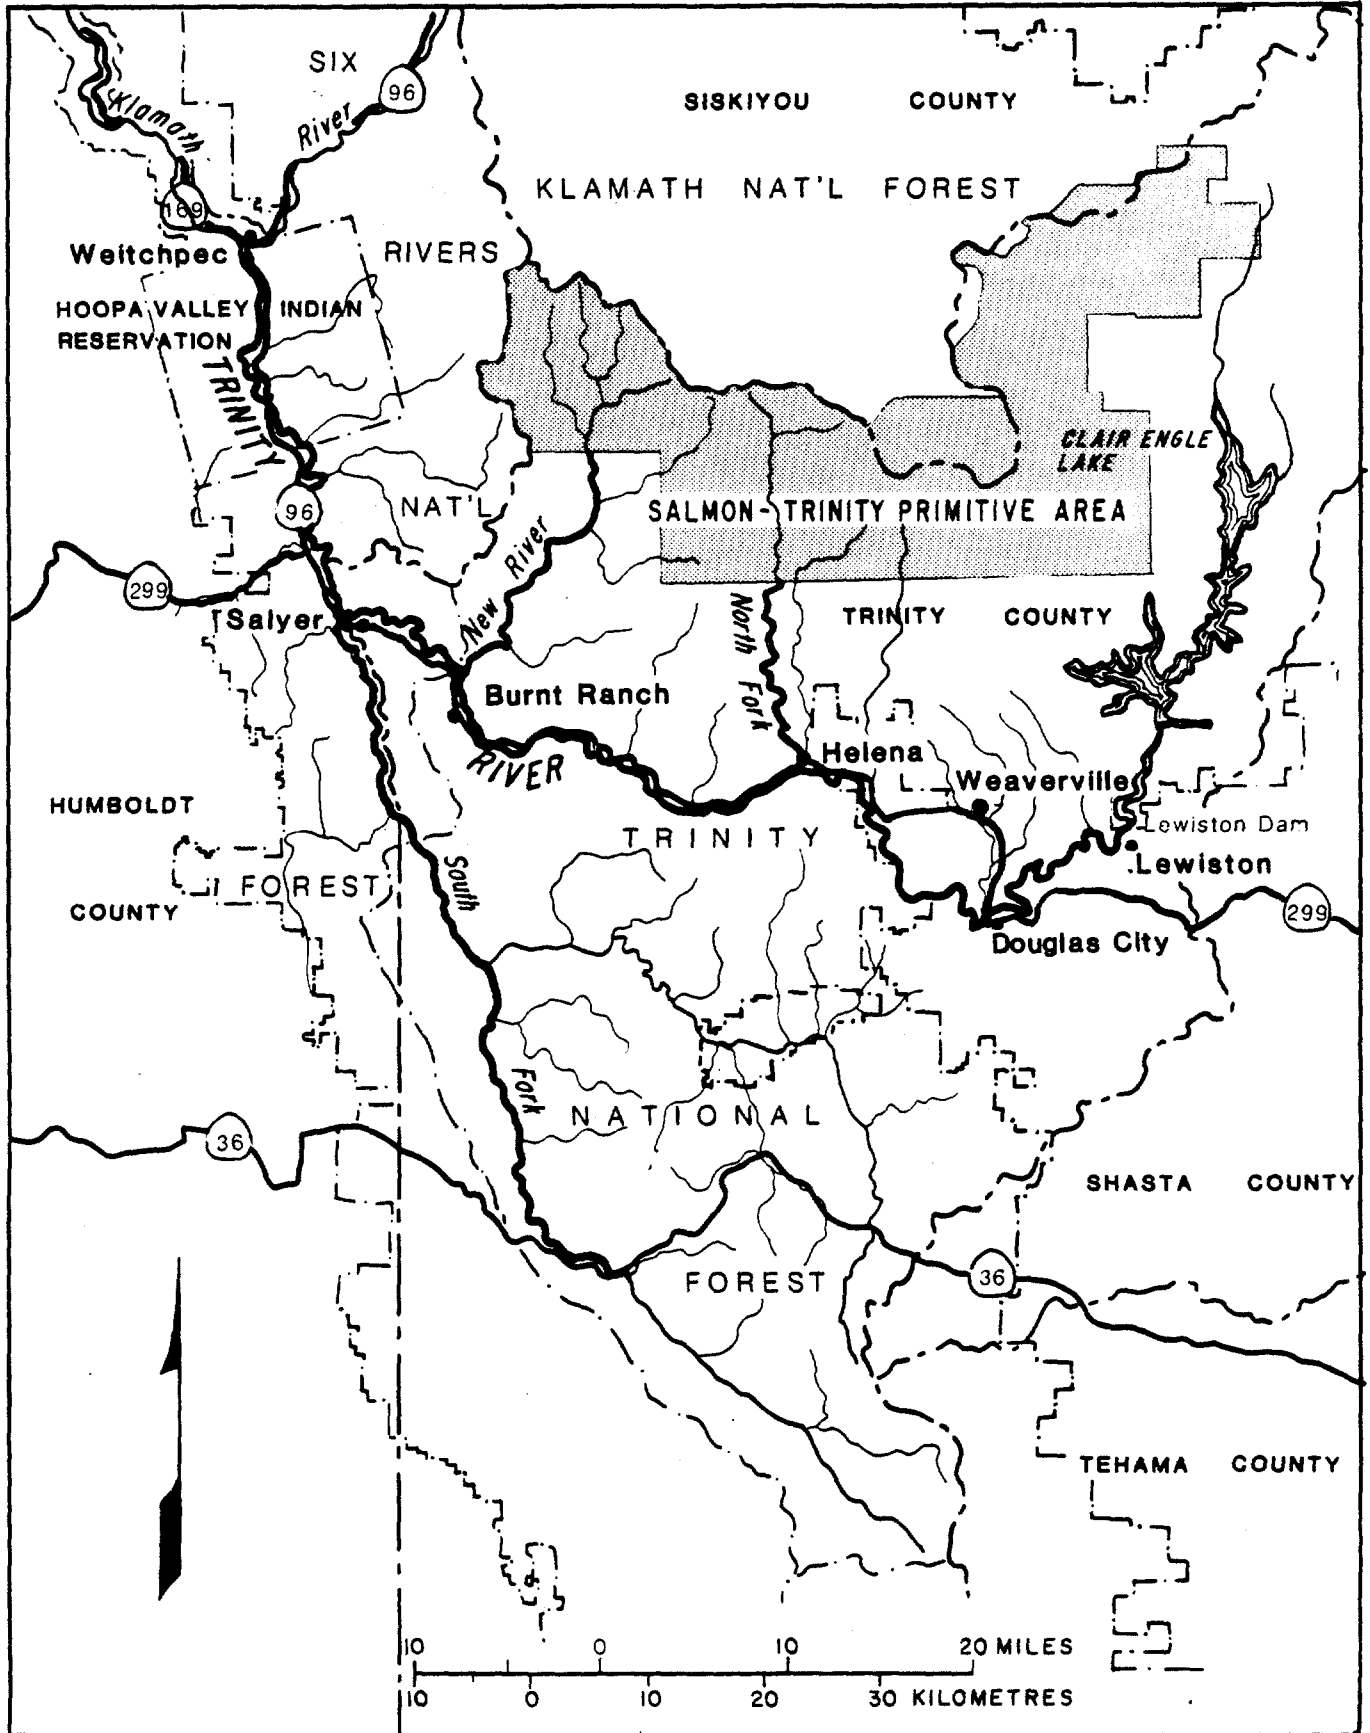 SIX
96
SISKIYOU COUNTY
Klamath
River
KLAMATH NAT'L FOREST
169
Weitchpec
RIVERS
HOOPA VALLEY INDIAN
RESERVATION
TRINITY
CLAIR ENGLE
LAKE
96
NAT'L
SALMON-TRINITY PRIMITIVE AREA
299
New River
North Fork
TRINITY COUNTY
Salyer
Burnt Ranch
RIVER
Helena
Weaverville
HUMBOLDT
COUNTY
TRINITY
Lewiston Dam
Lewiston
FOREST
South
299
Douglas City
Fork
NATIONAL
36
SHASTA COUNTY
FOREST
36
TEHAMA COUNTY
10 0 10 20 MILES
10 0 10 20 30 KILOMETRES